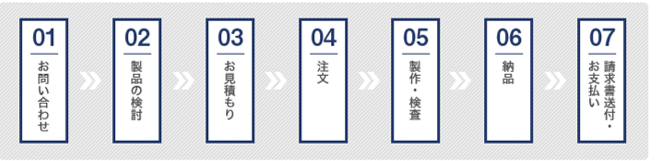 01
お問い合わせ
02
製品の検討
03
お見積もり
04
注文
05
製作・検査
06
納品
07
請求書送付・
お支払い